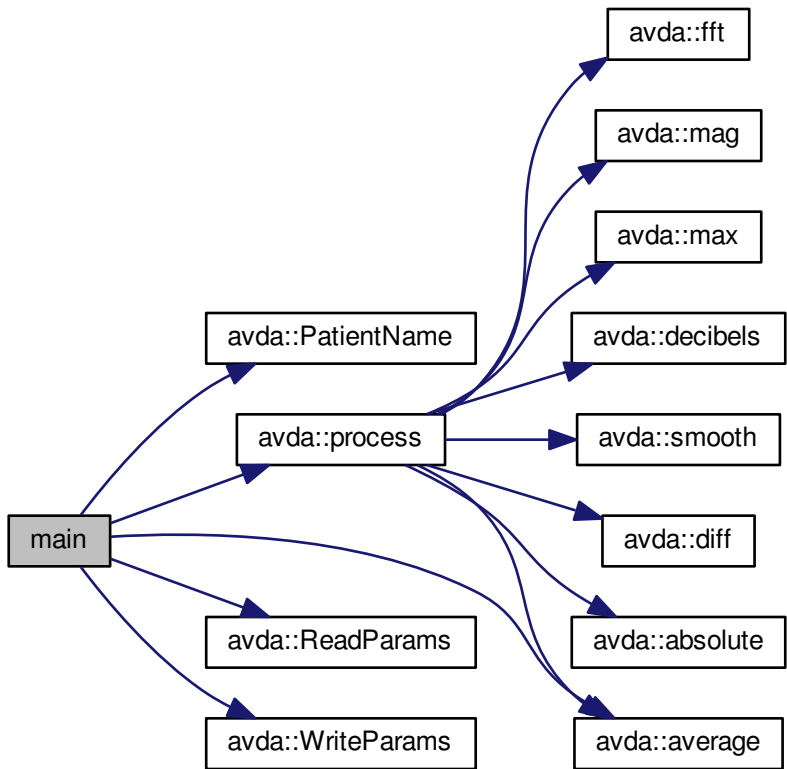 avda::fft
avda::mag
avda::max
avda::PatientName
avda::decibels
avda::process
avda::smooth
main
avda::diff
avda::ReadParams
avda::absolute
avda::WriteParams
avda::average